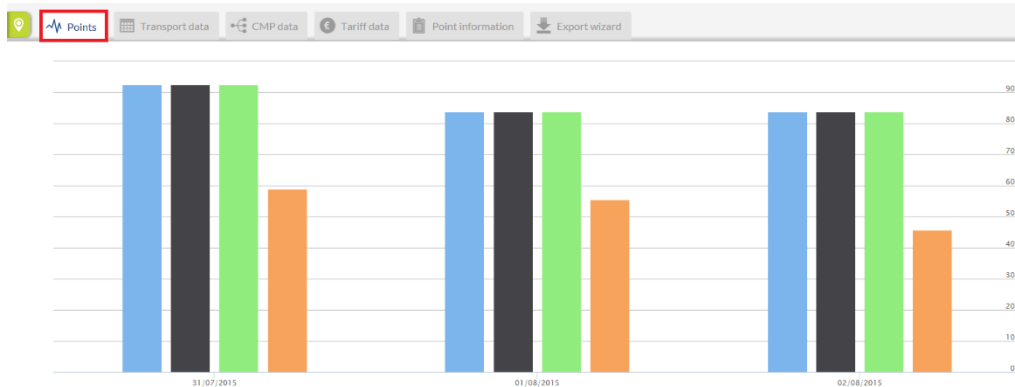 Points
Transport data
CMP data
Tariff data
Point information
Export wizard
90
80
70
60
50
40
30
20
10
0
31/07/2015
01/08/2015
02/08/2015